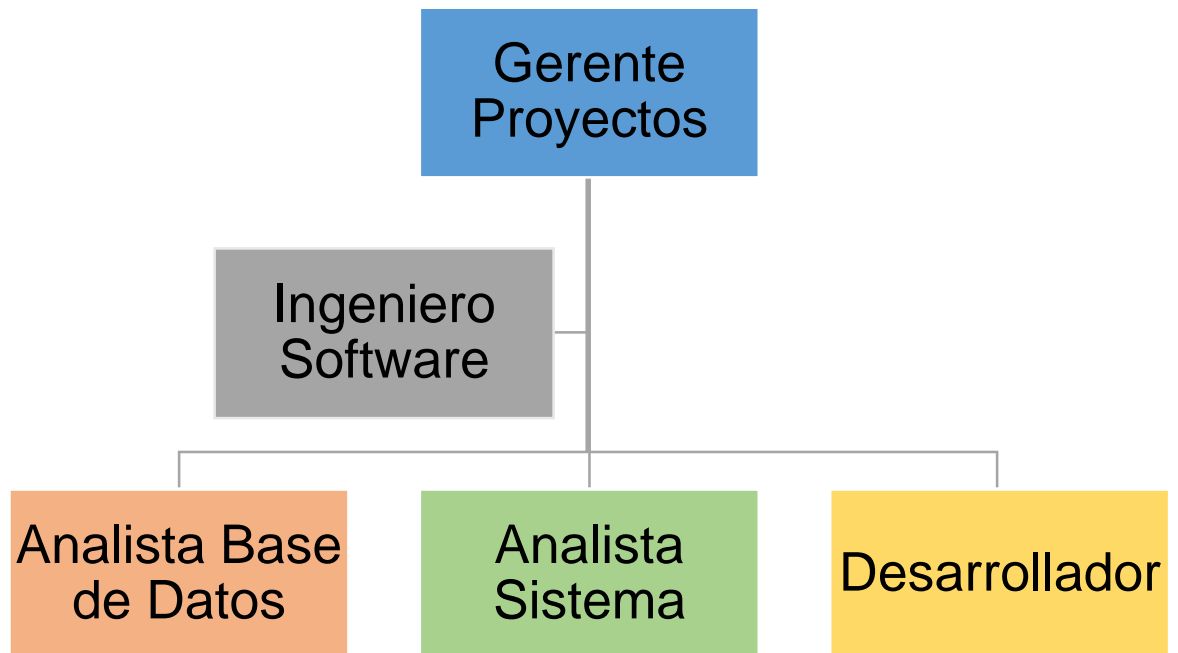 Gerente
Proyectos
Ingeniero
Software
Analista Base
de Datos
Analista
Sistema
Desarrollador